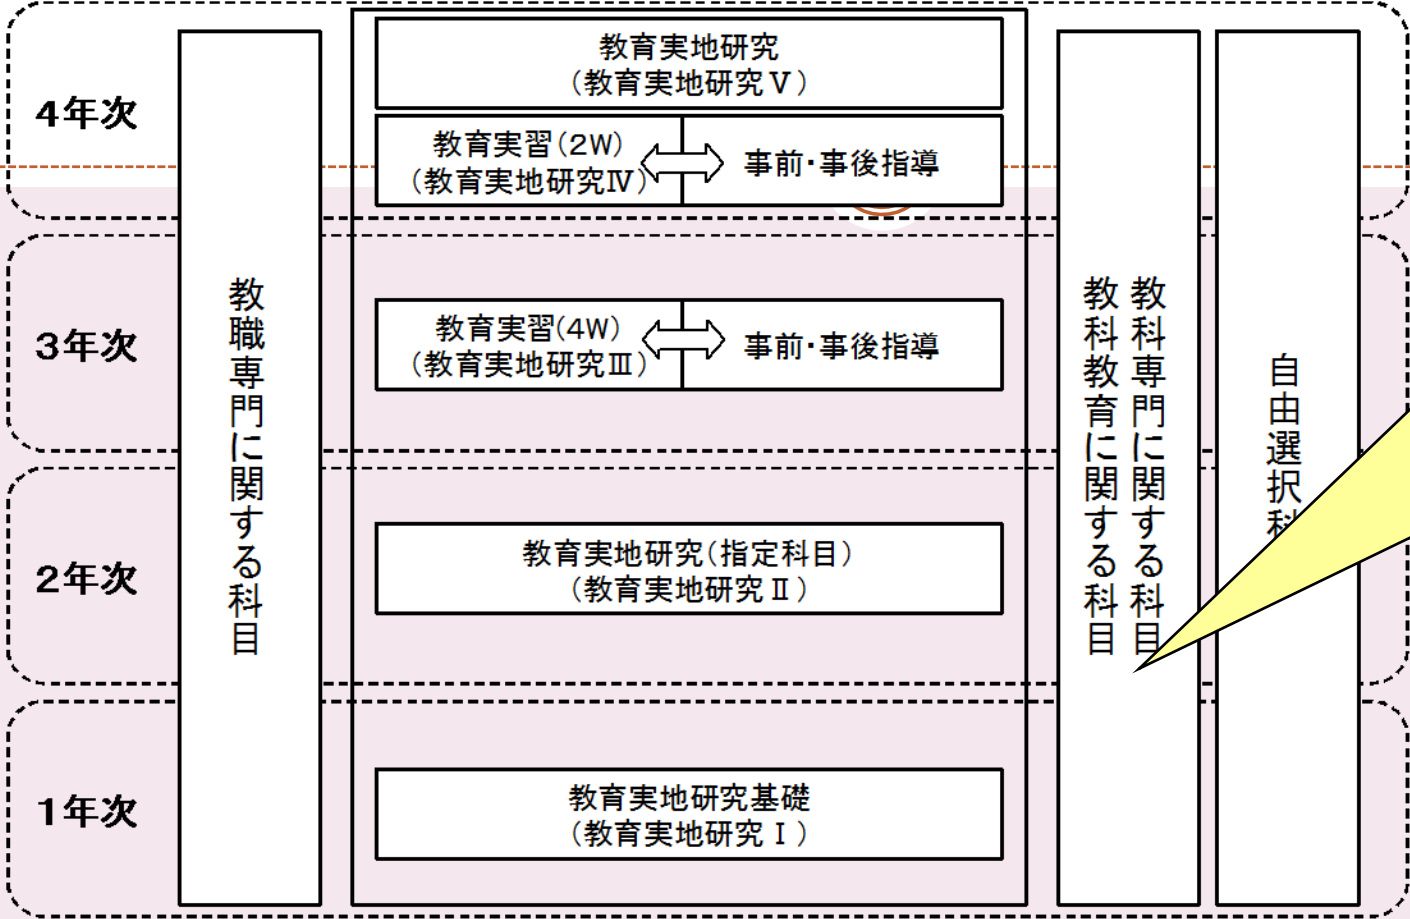 4年次
教育実地研究
(教育実地研究Ⅴ)
教育実習(2W)
(教育実地研究Ⅳ)
事前・事後指導
3年次
教育実習(4W)
(教育実地研究Ⅲ)
事前・事後指導
2年次
教育実地研究(指定科目)
(教育実地研究Ⅱ)
1年次
教育実地研究基礎
(教育実地研究Ⅰ)
教職専門に関する科目
教科専門に関する科目
教科教育に関する科目
自由選択科